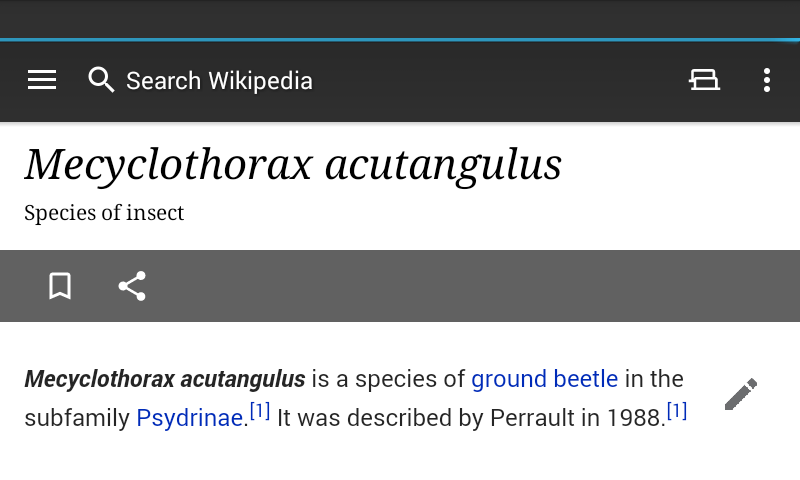 Search Wikipedia
Mecyclothorax acutangulus
Species of insect
Mecyclothorax acutangulus is a species of ground beetle in the
subfamily Psydrinae.[1] It was described by Perrault in 1988.[1]